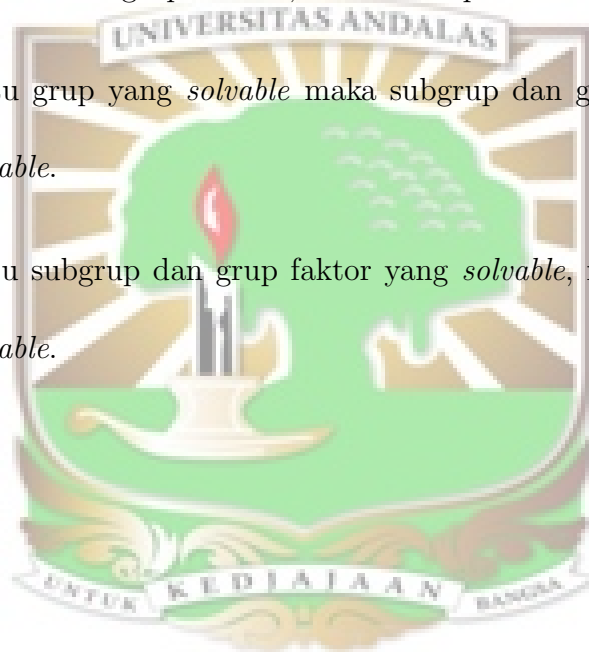 UNIVERSITAS ANDALAS
u grup yang solvable maka subgrup dan g
able.
u subgrup dan grup faktor yang solvable,
able.
UNTUK KEDJAJAAN BANGSA